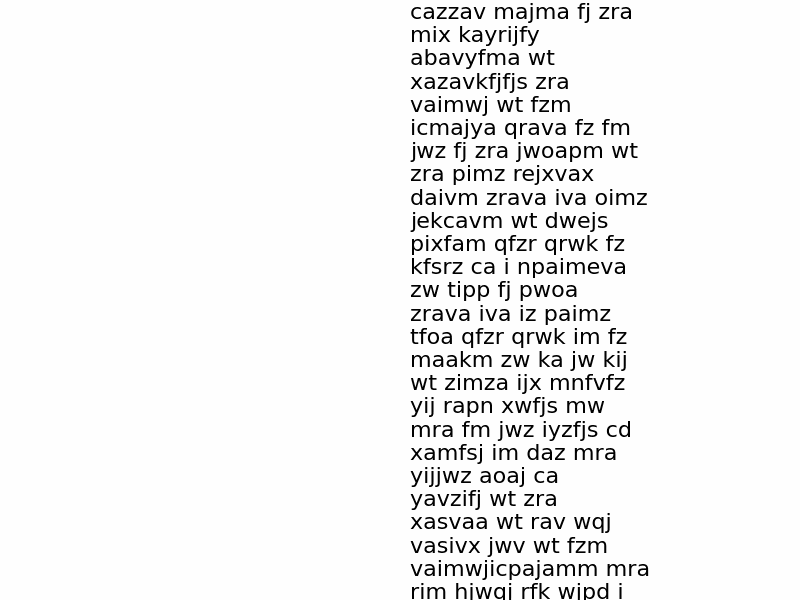 cazzav majma fj zra
mix kayrijfy
abavyfma wt
xazavkfjfjs zra
vaimwj wt fzm
icmajya qrava fz fm
jwz fj zra jwoapm wt
zra pimz rejxvax
daivm zrava iva oimz
jekcavm wt dwejs
pixfam qfzr qrwk fz
kfsrz ca i npaimeva
zw tipp fj pwoa
zrava iva iz paimz
tfoa qfzr qrwk im fz
maakm zw ka jw kij
wt zimza ijx mnfvfz
yij rapn xwfjs mw
mra fm jwz iyzfjs cd
xamfsj im daz mra
yijjwz aoaj ca
yavzifj wt zra
xasvaa wt rav wqj
vasivx jwv wt fzm
vaimwjicpajamm mra
rim hjwqj rfk wjpd i